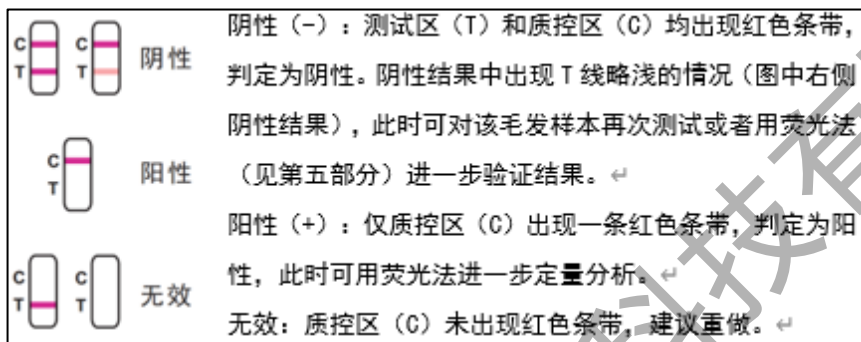 C
T
C
T
阴性
C
T
阳性
C
T
C
T
无效
阴性（-）：测试区（T）和质控区（C）均出现红色条带，
判定为阴性。阴性结果中出现T线略浅的情况（图中右侧
阴性结果），此时可对该毛发样本再次测试或者用荧光法
（见第五部分）进一步验证结果。↵
阳性（+）：仅质控区（C）出现一条红色条带，判定为阳
性，此时可用荧光法进一步定量分析。↵
无效：质控区（C）未出现红色条带，建议重做。↵
科技有